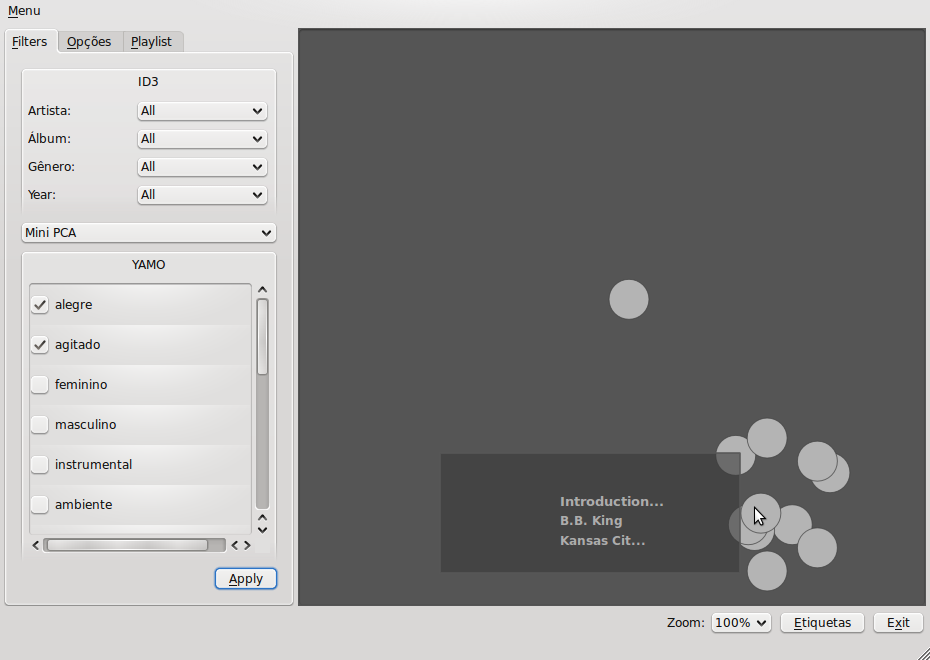 Menu
Filters Opções Playlist
ID3
Artista: All
Álbum: All
Gênero: All
Year: All
Mini PCA
YAMO
alegre
agitado
feminino
masculino
instrumental
ambiente
Apply
Introduction...
B.B. King
Kansas Cit...
Zoom: 100% Etiquetas Exit